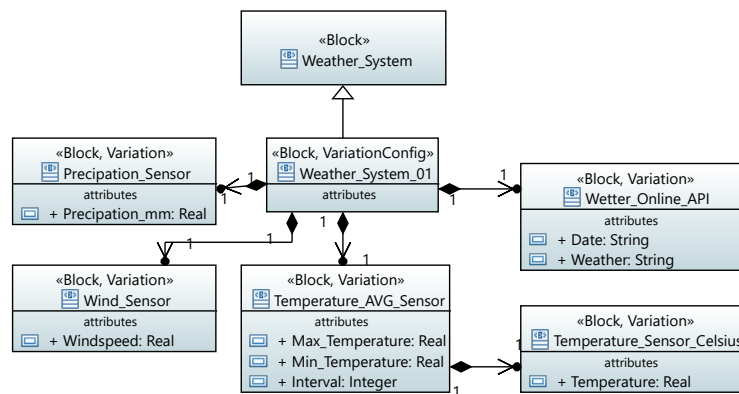 «Block»
Weather_System
«Block, Variation»
Precipation_Sensor
attributes
+ Precipation_mm: Real
«Block, VariationConfig»
Weather_System_01
attributes
«Block, Variation»
Wetter_Online_API
attributes
+ Date: String
+ Weather: String
1
1
1
1
1
1
1
1
«Block, Variation»
Wind_Sensor
attributes
+ Windspeed: Real
«Block, Variation»
Temperature_AVG_Sensor
attributes
+ Max_Temperature: Real
+ Min_Temperature: Real
+ Interval: Integer
1
1
«Block, Variation»
Temperature_Sensor_Celsius
attributes
+ Temperature: Real